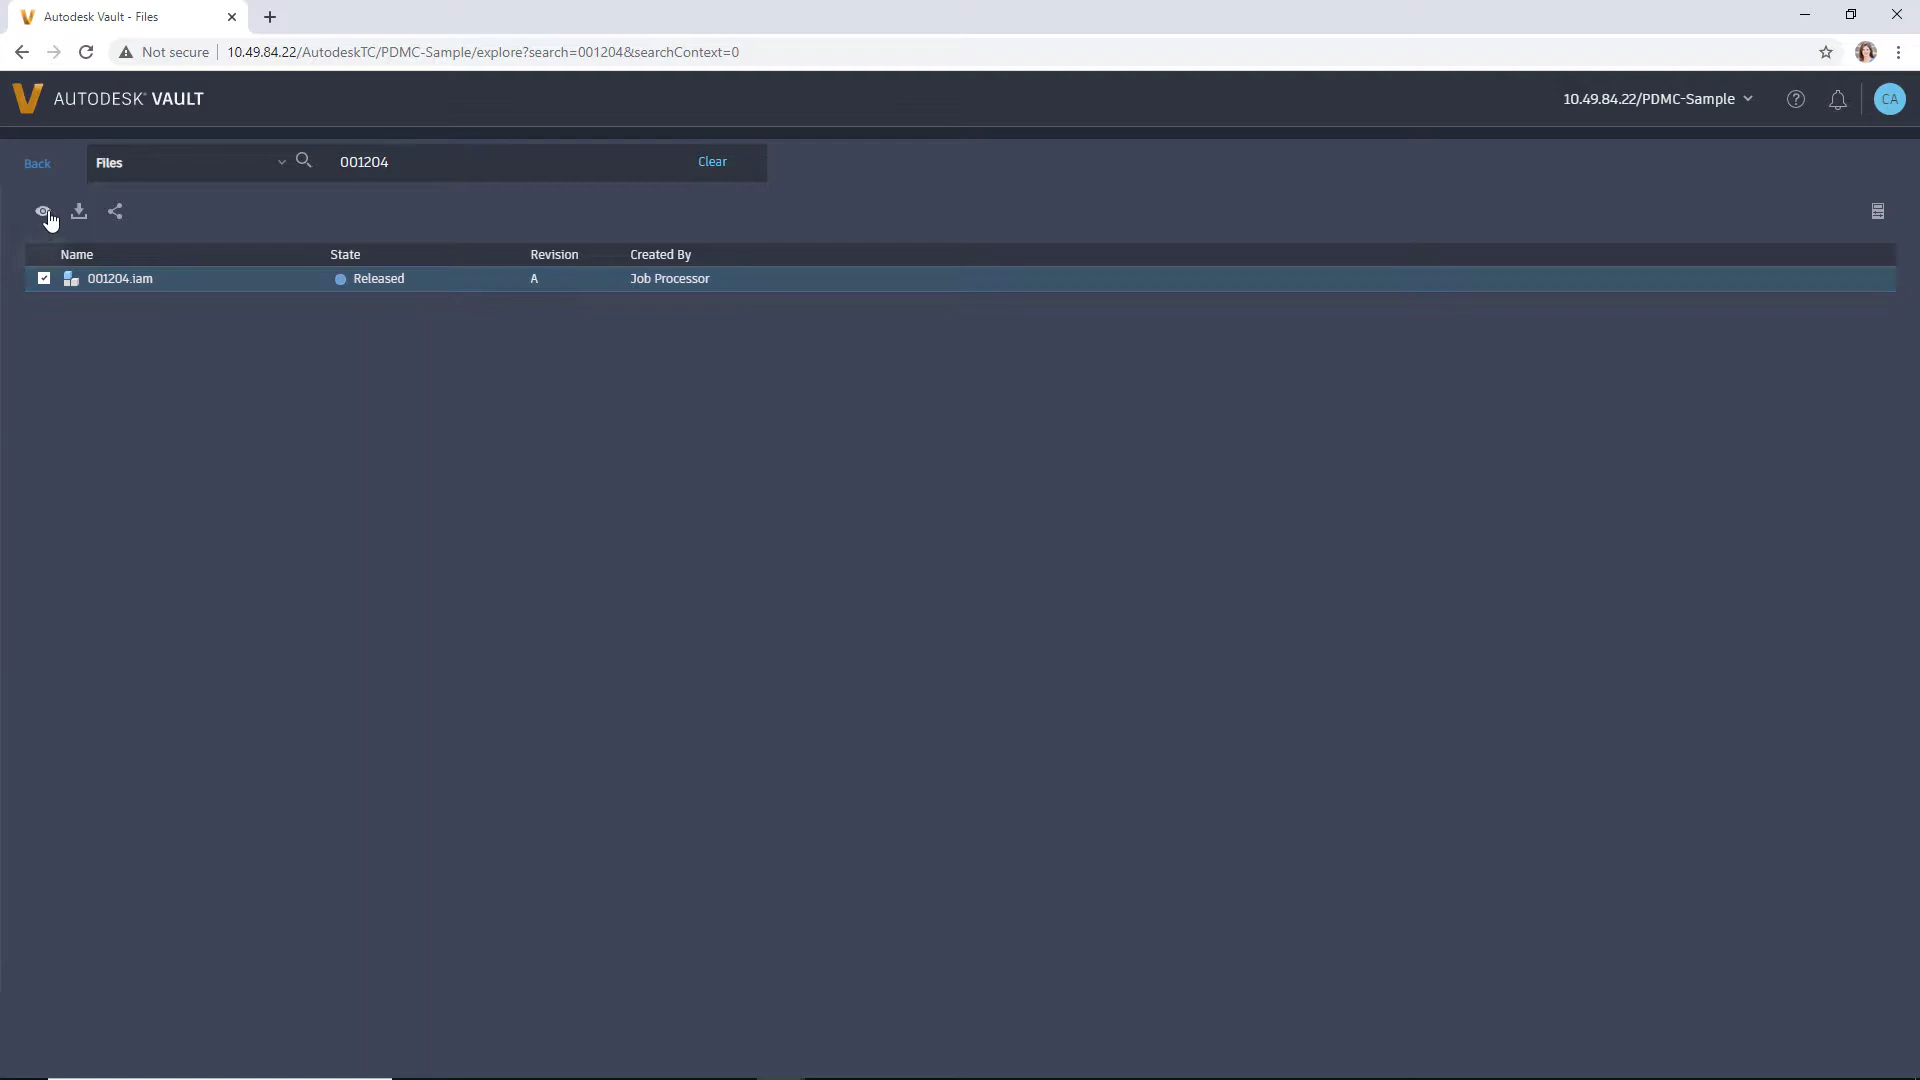 Autodesk Vault - Files
Not secure 10.49.84.22/AutodeskTC/PDMC-Sample/explore?search=001204&searchContext=0
AUTODESK® VAULT 10.49.84.22/PDMC-Sample CA
Back Files 001204 Clear
Name State Revision Created By
001204.iam Released A Job Processor